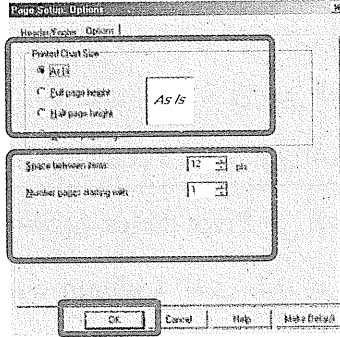 Page Setup: Options
Header/Footer Options
Printed Chart Size
As Is
Full page height
Half page height
As Is
Space between items: 12 pts
Number pages starting with: 1
OK Cancel Help Make Default